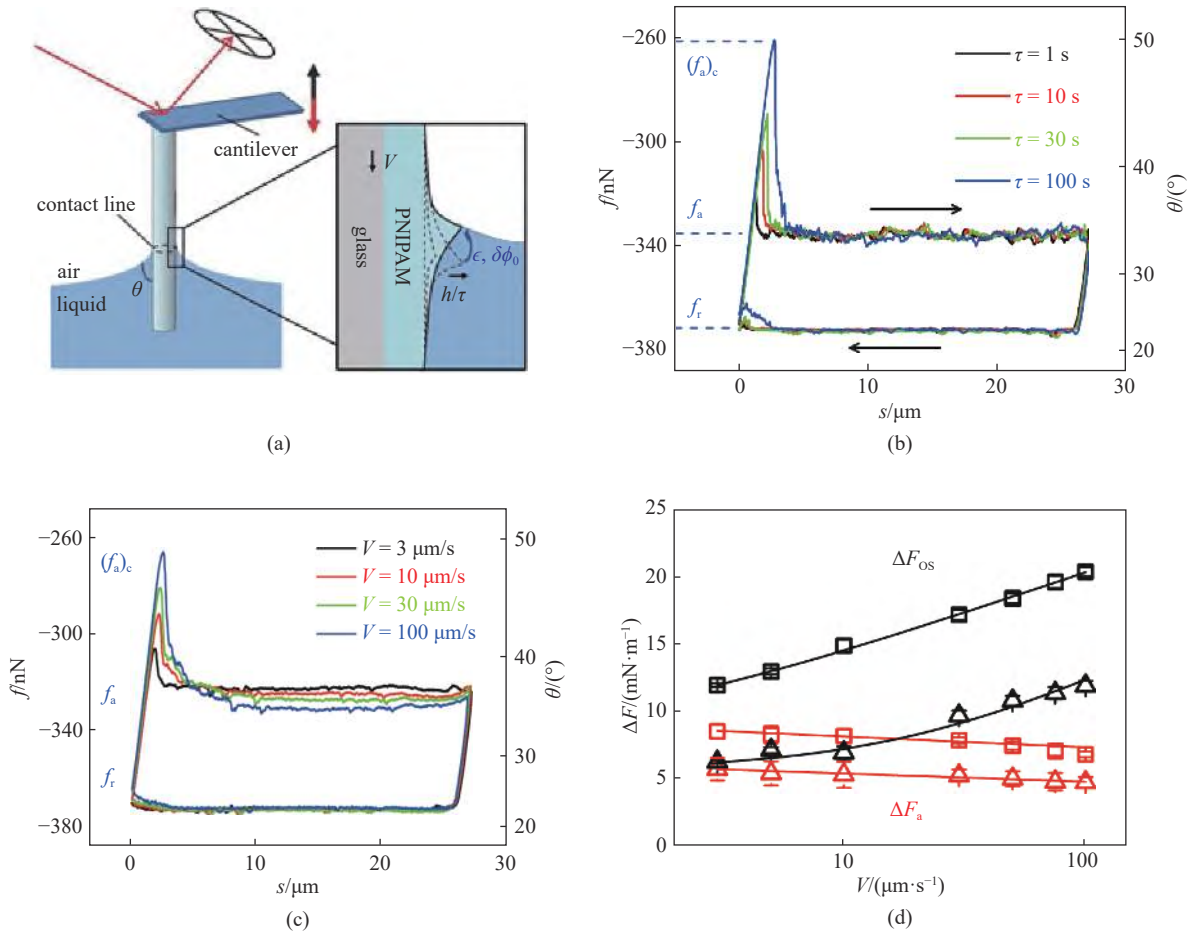 cantilever
contact line
air
liquid
θ
V
glass
PNIPAM
ϵ, δϕ₀
h/τ
(a)
−260
(fₐ)c
−300
fₐ
−340
fᵣ
−380
f/nN
τ = 1 s
τ = 10 s
τ = 30 s
τ = 100 s
50
40
30
20
θ/(°)
0 10 20 30
s/μm
(b)
−260
(fₐ)c
−300
fₐ
−340
fᵣ
−380
f/nN
V = 3 μm/s
V = 10 μm/s
V = 30 μm/s
V = 100 μm/s
50
40
30
20
θ/(°)
0 10 20 30
s/μm
(c)
25
20
15
10
5
0
ΔF/(mN·m⁻¹)
ΔF_OS
ΔFₐ
10 100
V/(μm·s⁻¹)
(d)